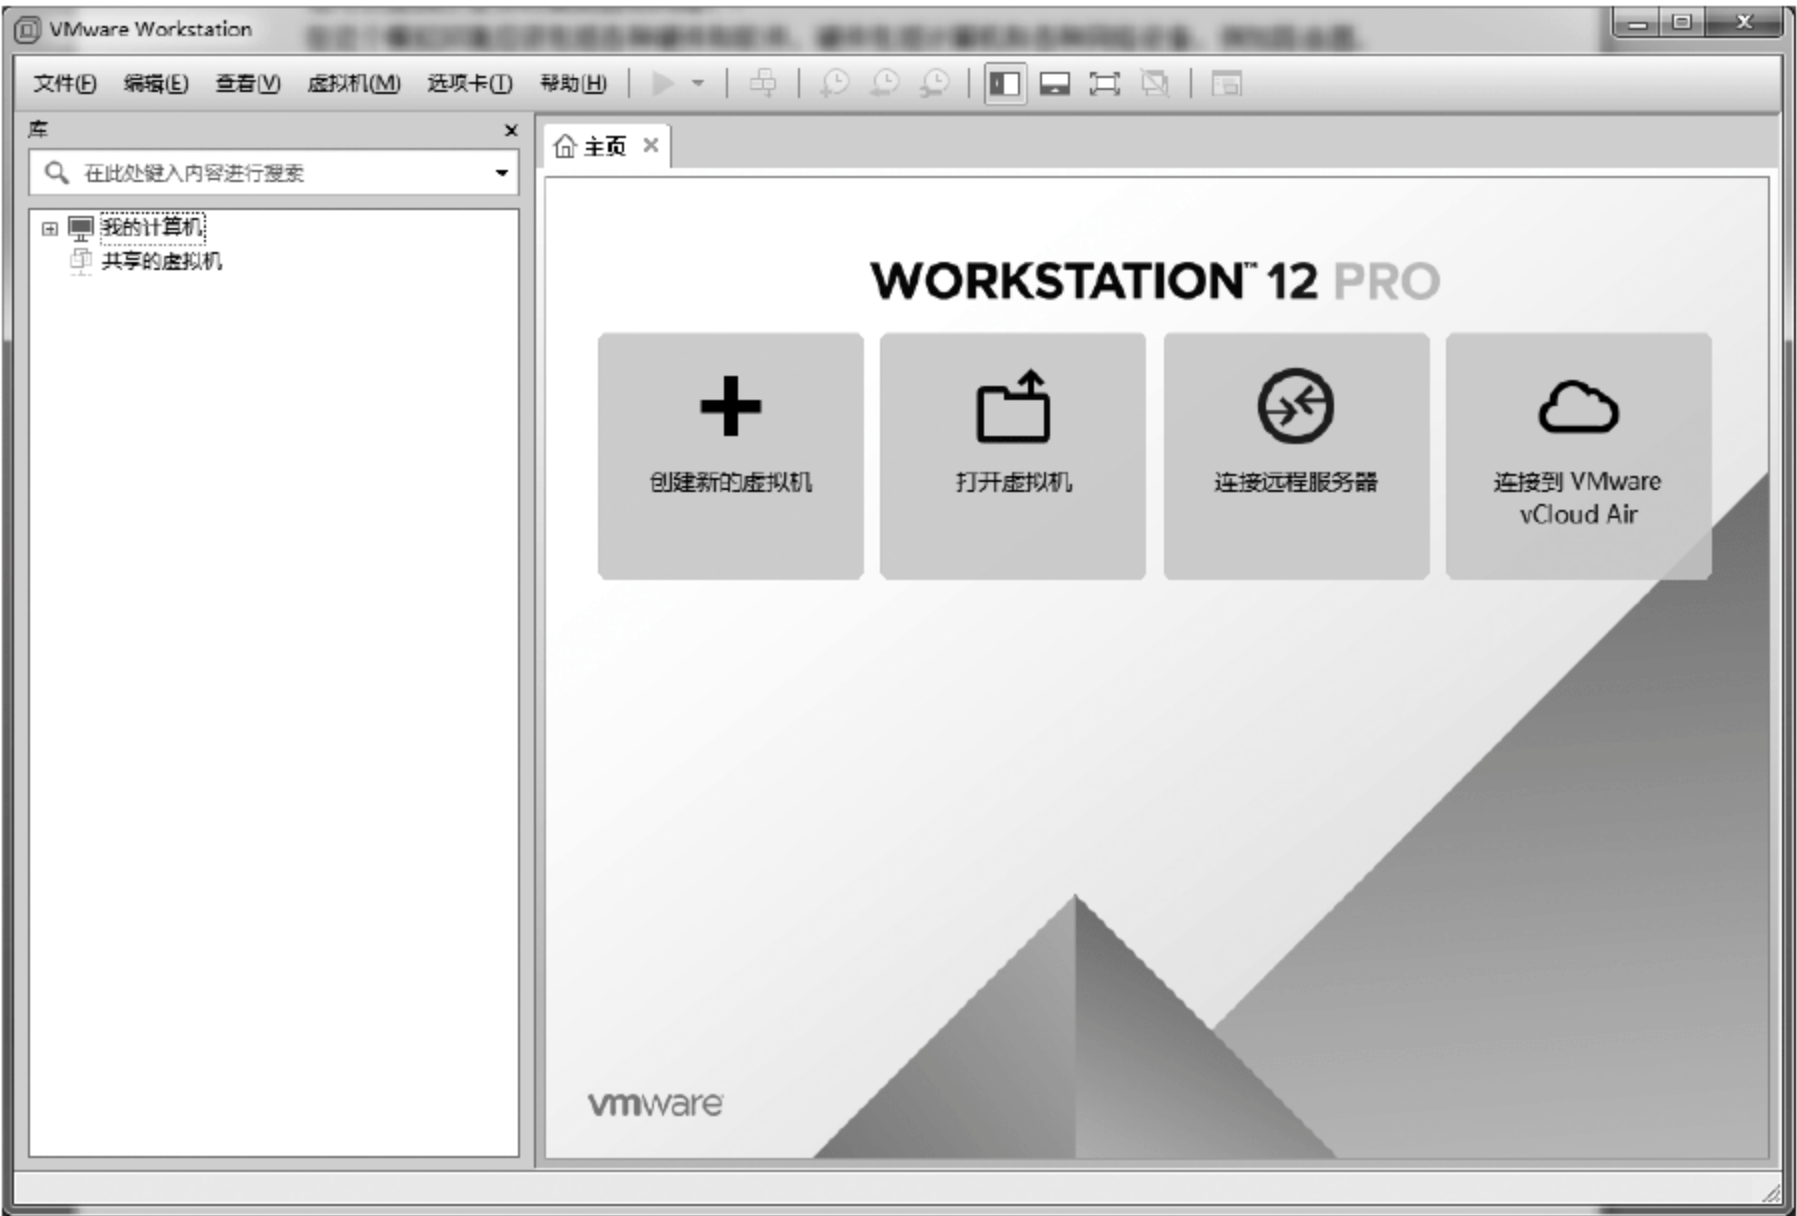 VMware Workstation
文件(F) 编辑(E) 查看(V) 虚拟机(M) 选项卡(T) 帮助(H)
库
在此处键入内容进行搜索
我的计算机
共享的虚拟机
主页
WORKSTATION™ 12 PRO
创建新的虚拟机
打开虚拟机
连接远程服务器
连接到 VMware
vCloud Air
vmware